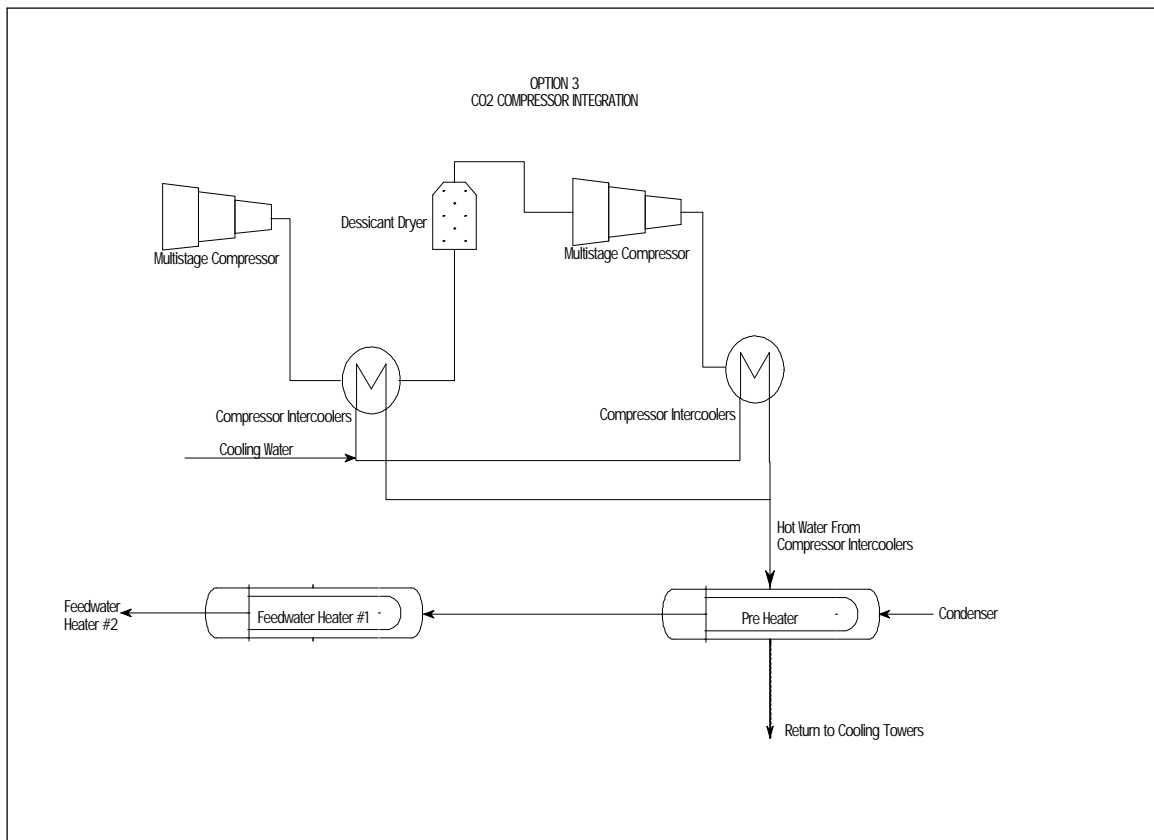 OPTION 3
CO2 COMPRESSOR INTEGRATION
Dessicant Dryer
Multistage Compressor
Multistage Compressor
Compressor Intercoolers
Compressor Intercoolers
Cooling Water
Hot Water From
Compressor Intercoolers
Feedwater
Heater #2
Feedwater Heater #1
Pre Heater
Condenser
Return to Cooling Towers